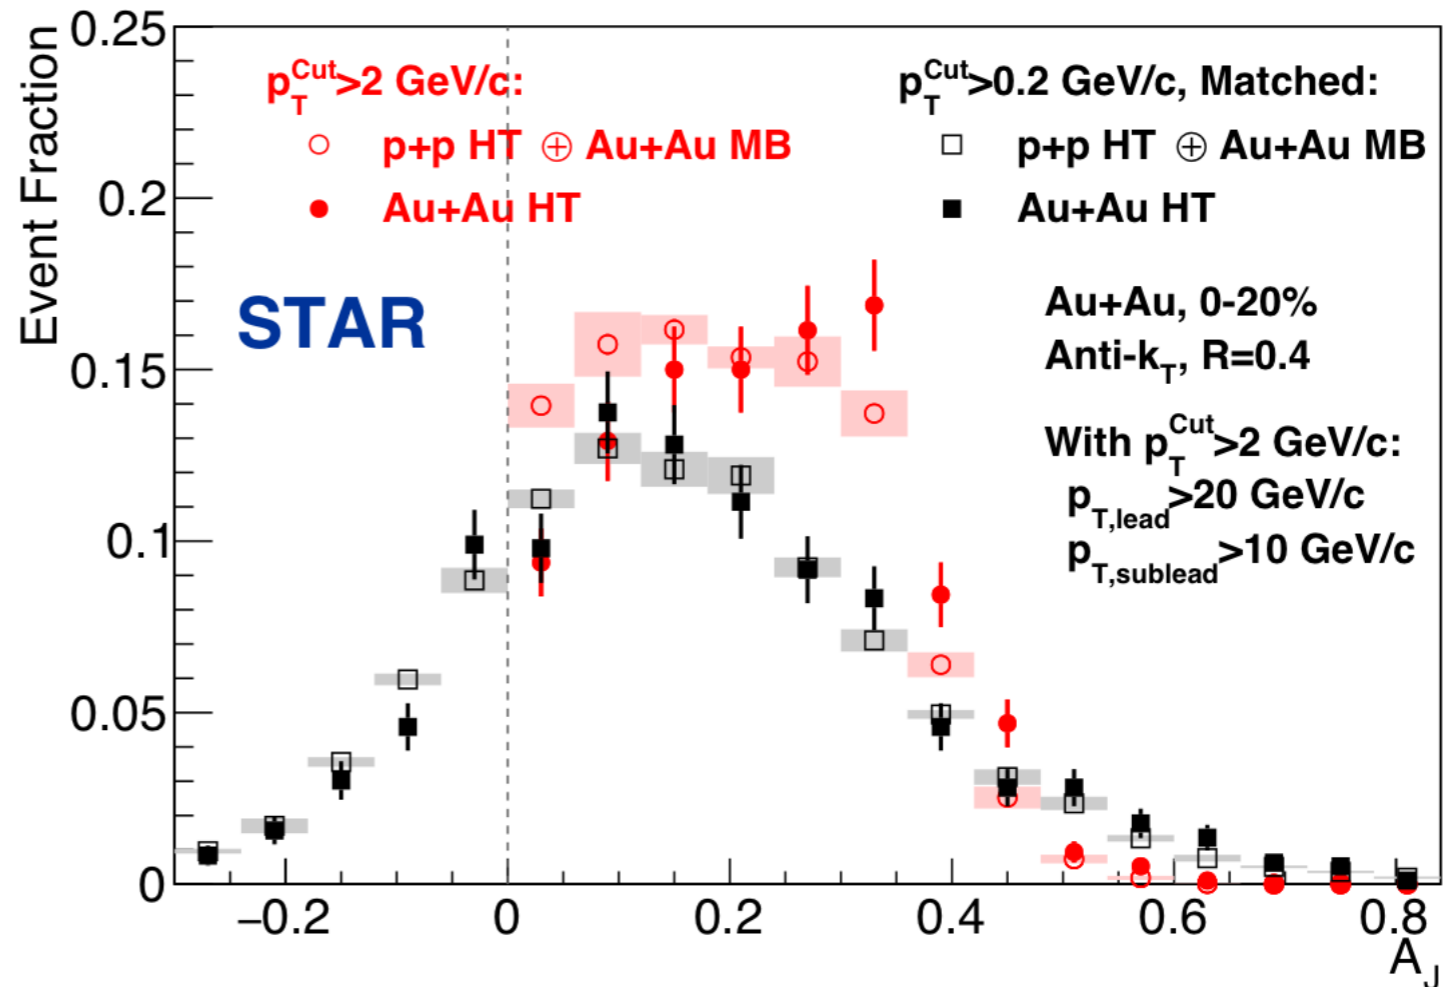 Event Fraction
0.25
0.2
0.15
0.1
0.05
0
p_T^Cut>2 GeV/c:
p+p HT ⊕ Au+Au MB
Au+Au HT
p_T^Cut>0.2 GeV/c, Matched:
p+p HT ⊕ Au+Au MB
Au+Au HT
STAR
Au+Au, 0-20%
Anti-k_T, R=0.4
With p_T^Cut>2 GeV/c:
p_T,lead>20 GeV/c
p_T,sublead>10 GeV/c
−0.2 0 0.2 0.4 0.6 0.8
A_J